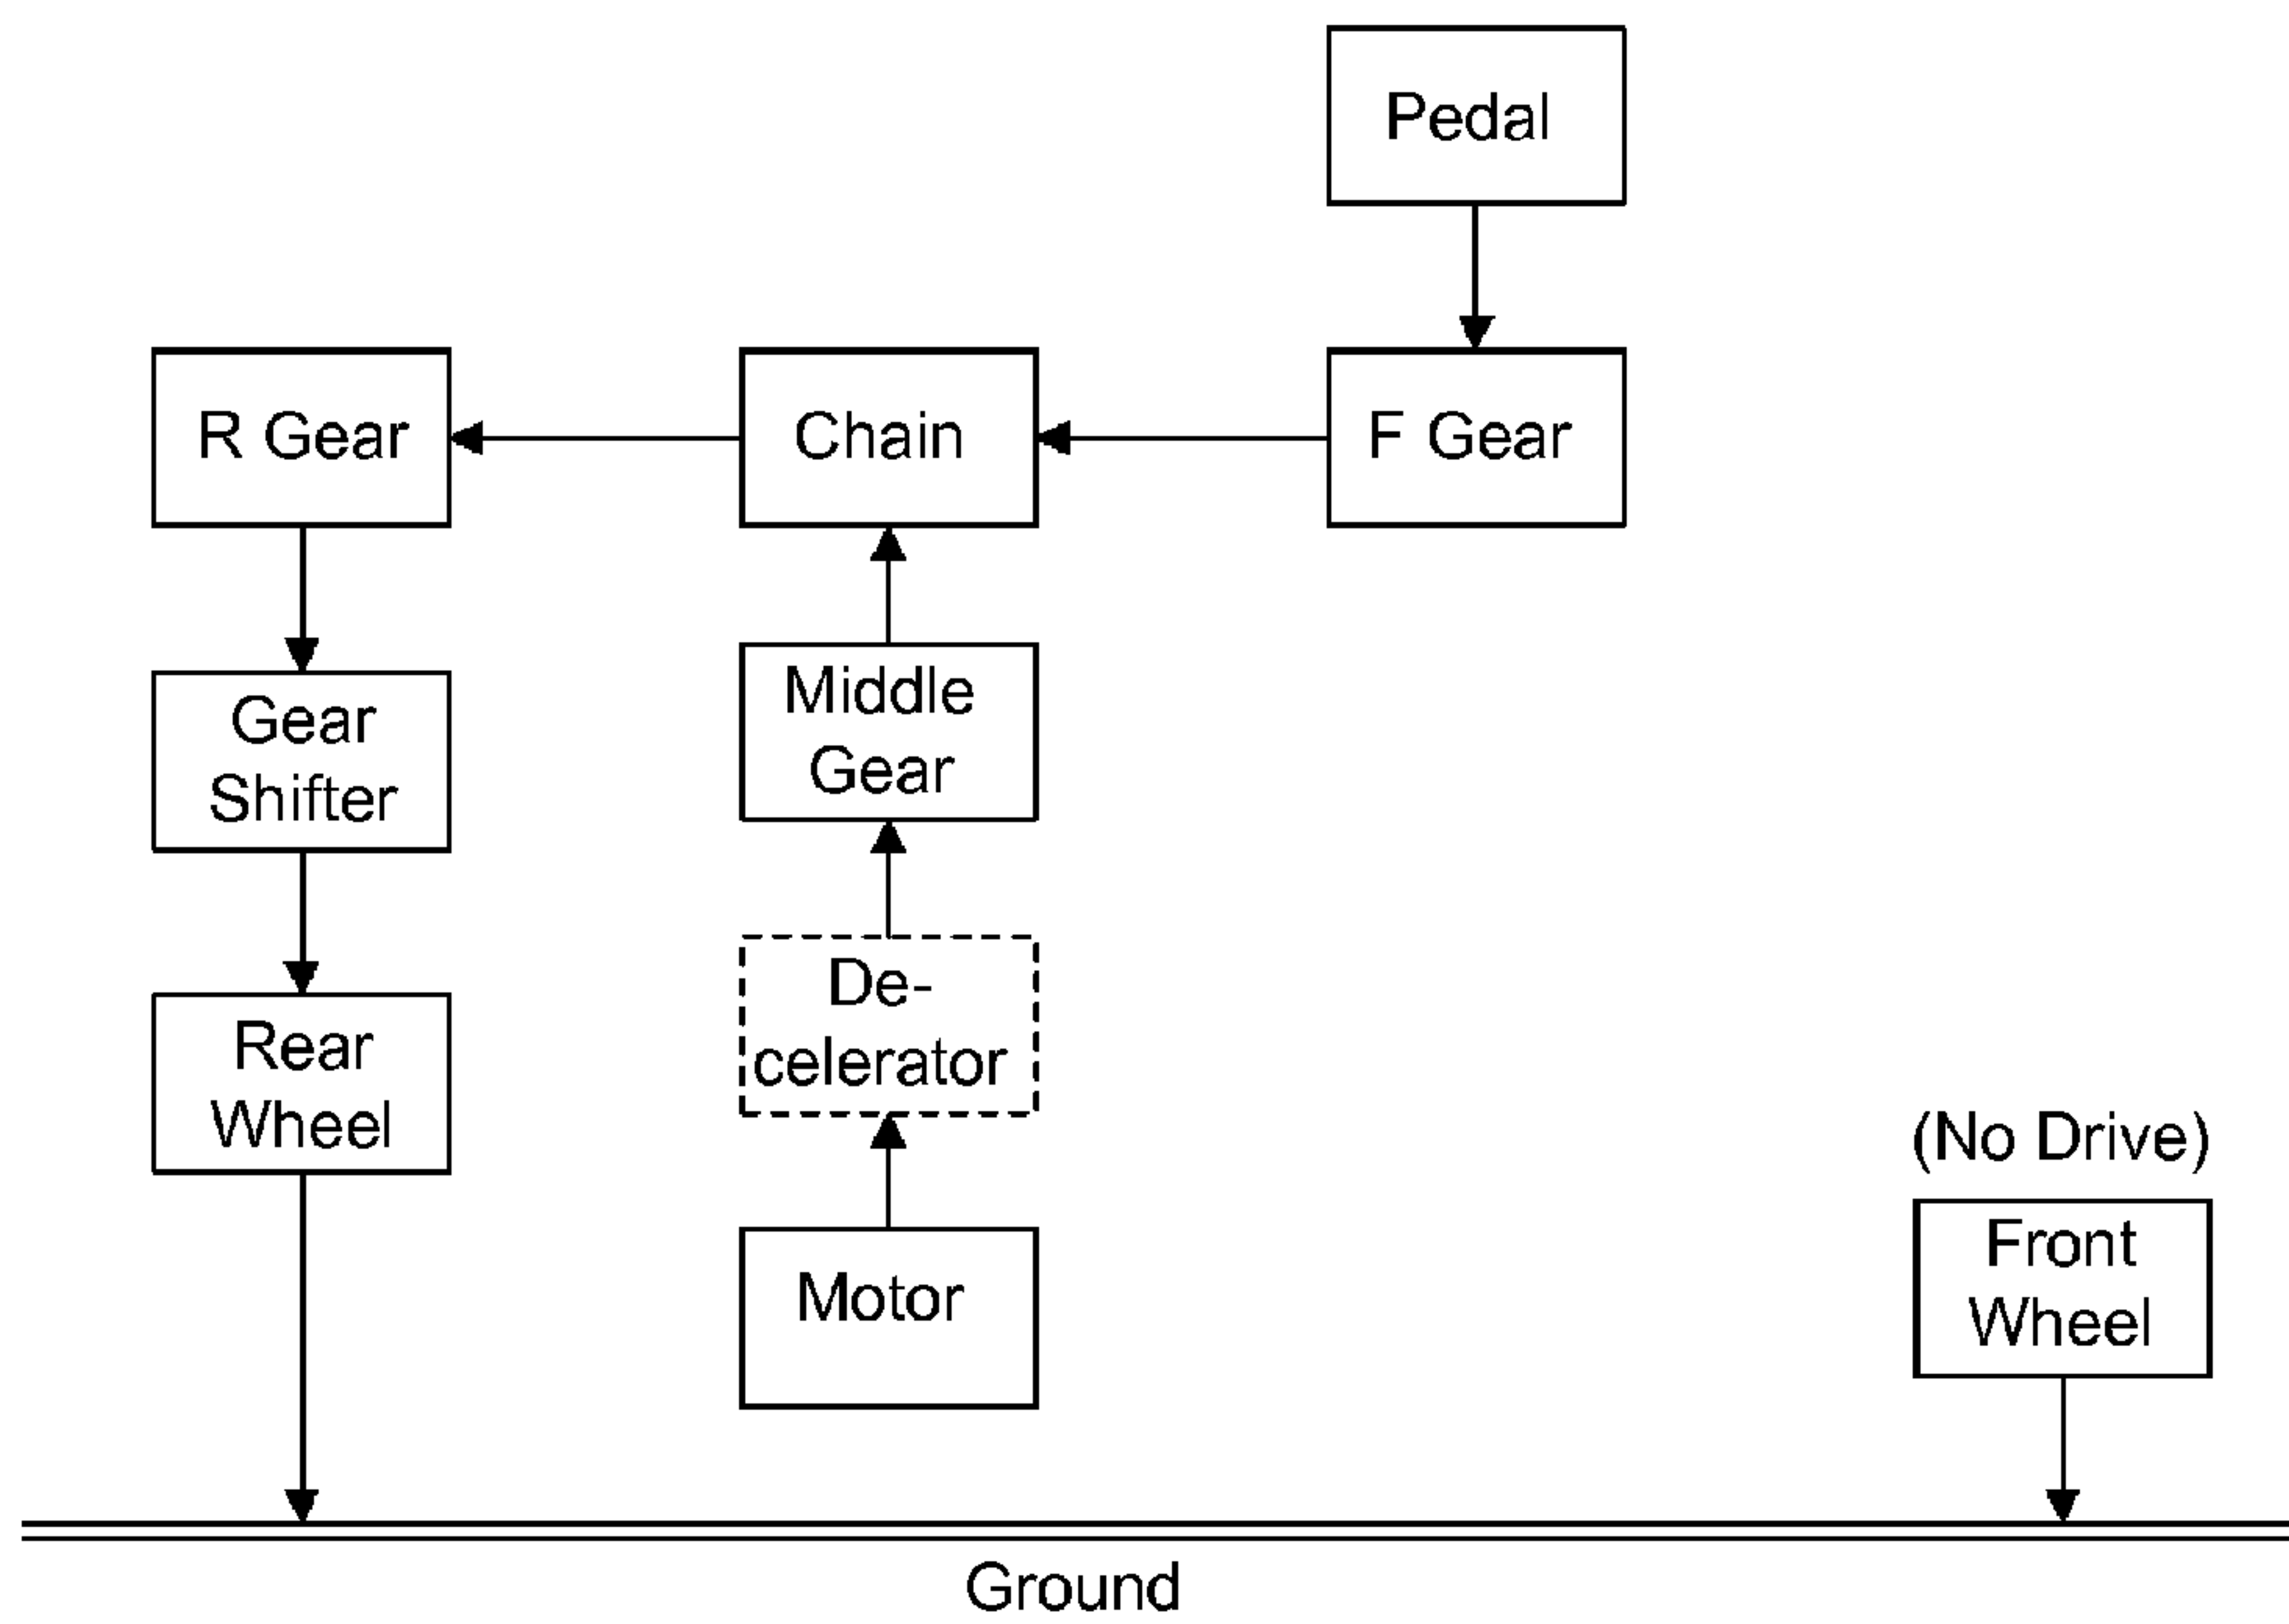 Pedal
R Gear
Chain
F Gear
Gear
Shifter
Middle
Gear
De-
celerator
Rear
Wheel
Motor
(No Drive)
Front
Wheel
Ground